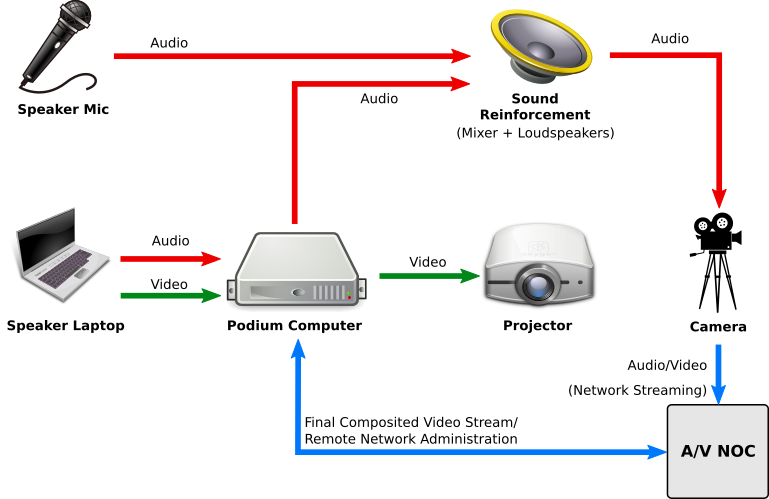 Audio
Audio
Audio
Speaker Mic
Sound
Reinforcement
(Mixer + Loudspeakers)
Audio
Video
Video
Speaker Laptop
Podium Computer
Projector
Camera
Audio/Video
(Network Streaming)
Final Composited Video Stream/
Remote Network Administration
A/V NOC